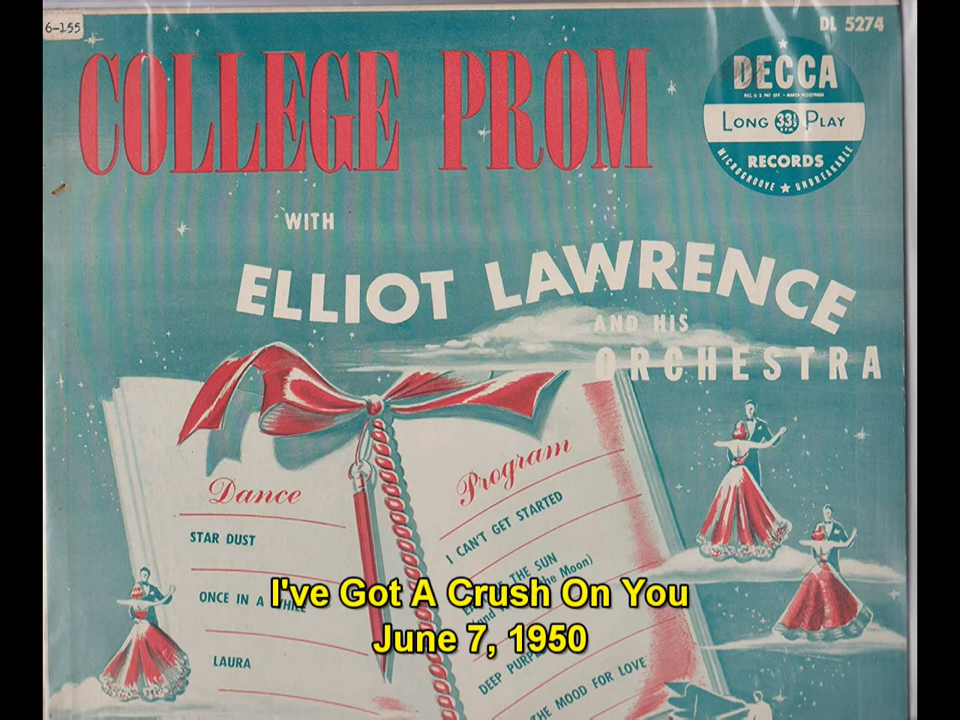 6-155
DL 5274
COLLEGE PROM
DECCA
LONG 33⅓ PLAY
RPM
RECORDS
MICROGROOVE ★ UNBREAKABLE
WITH
ELLIOT LAWRENCE
AND HIS
ORCHESTRA
Dance
STAR DUST
ONCE IN A WHILE
LAURA
Program
I CAN'T GET STARTED
THE SUN
the Moon)
DEEP
THE MOOD FOR LOVE
I've Got A Crush On You
June 7, 1950